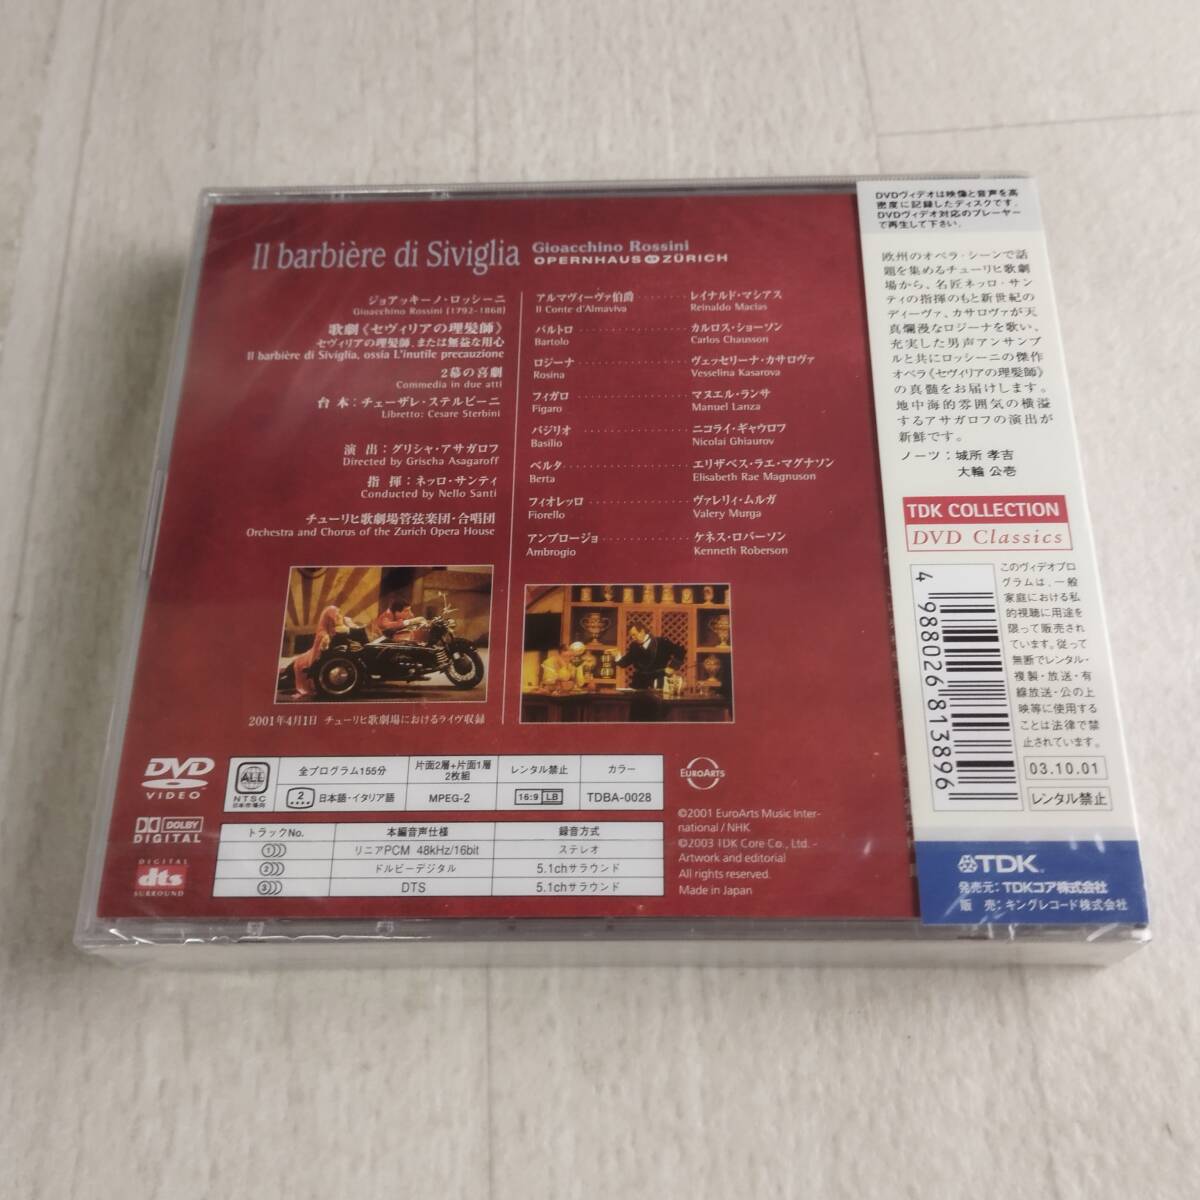 Il barbière di Siviglia Gioacchino Rossini
OPERNHAUS ZÜRICH
ジョアッキーノ・ロッシーニ
Gioacchino Rossini (1792-1868)
歌劇《セヴィリアの理髪師》
セヴィリアの理髪師、または無益な用心
Il barbière di Siviglia, ossia L'inutile precauzione
2幕の喜劇
Commedia in due atti
台 本：チェーザレ・ステルビーニ
Libretto: Cesare Sterbini
演 出：グリシャ・アサガロフ
Directed by Grischa Asagaroff
指 揮：ネッロ・サンティ
Conducted by Nello Santi
チューリヒ歌劇場管弦楽団・合唱団
Orchestra and Chorus of the Zurich Opera House
アルマヴィーヴァ伯爵 ........ レイナルド・マシアス
Il Conte d'Almaviva Reinaldo Macias
バルトロ ........ カルロス・ショーソン
Bartolo Carlos Chausson
ロジーナ ........ ヴェッセリーナ・カサロヴァ
Rosina Vesselina Kasarova
フィガロ ........ マヌエル・ランサ
Figaro Manuel Lanza
バジリオ ........ ニコライ・ギャウロフ
Basilio Nicolai Ghiaurov
ベルタ ........ エリザベス・ラエ・マグナソン
Berta Elisabeth Rae Magnuson
フィオレッロ ........ ヴァレリィ・ムルガ
Fiorello Valery Murga
アンブロージョ ........ ケネス・ロバーソン
Ambrogio Kenneth Roberson
2001年4月1日 チューリヒ歌劇場におけるライヴ収録
DVD
VIDEO
DOLBY
DIGITAL
DIGITAL
dts
SURROUND
ALL
NTSC
日本市場向
全プログラム155分 片面2層+片面1層 2枚組 レンタル禁止 カラー
2 日本語・イタリア語 MPEG-2 16:9 LB TDBA-0028
トラックNo. 本編音声仕様 録音方式
1 リニアPCM 48kHz/16bit ステレオ
2 ドルビーデジタル 5.1chサラウンド
3 DTS 5.1chサラウンド
EUROARTS
©2001 EuroArts Music Inter-
national / NHK
©2003 TDK Core Co., Ltd. -
Artwork and editorial
All rights reserved.
Made in Japan
DVDヴィデオは映像と音声を高
密度に記録したディスクです。
DVDヴィデオ対応のプレーヤー
で再生して下さい。
欧州のオペラ・シーンで話
題を集めるチューリヒ歌劇
場から、名匠ネッロ・サン
ティの指揮のもと新世紀の
ディーヴァ、カサロヴァが天
真爛漫なロジーナを歌い、
充実した男声アンサンブ
ルと共にロッシーニの傑作
オペラ《セヴィリアの理髪師》
の真髄をお届けします。
地中海的雰囲気の横溢
するアサガロフの演出が
新鮮です。
ノーツ：城所 孝吉
大輪 公壱
TDK COLLECTION
DVD Classics
4 988026 813896
このヴィデオプロ
グラムは、一般
家庭における私
的視聴に用途を
限って販売され
ています。従って
無断でレンタル・
複製・放送・有
線放送・公の上
映等に使用する
ことは法律で禁
止されています。
03.10.01
レンタル禁止
TDK
発売元：TDKコア株式会社
販 売：キングレコード株式会社